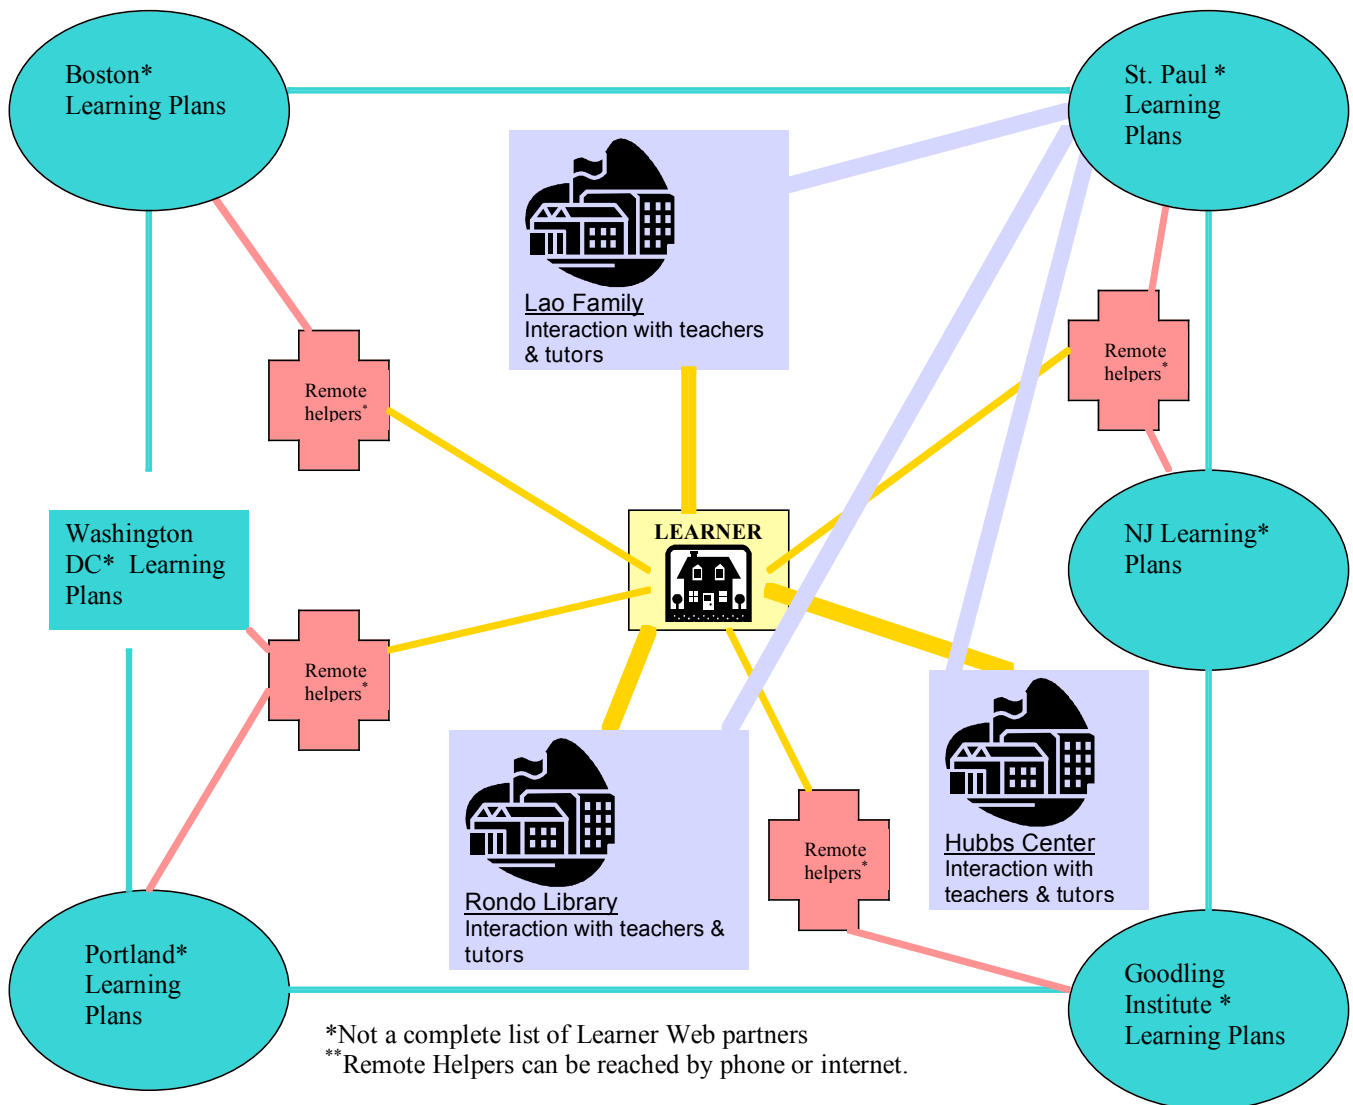 Boston*
Learning Plans
St. Paul *
Learning
Plans
Lao Family
Interaction with teachers
& tutors
Remote
helpers*
Remote
helpers*
LEARNER
Washington
DC*  Learning
Plans
NJ Learning*
Plans
Remote
helpers*
Remote
helpers*
Hubbs Center
Interaction with
teachers & tutors
Rondo Library
Interaction with teachers &
tutors
Portland*
Learning
Plans
Goodling
Institute *
Learning Plans
*Not a complete list of Learner Web partners
**Remote Helpers can be reached by phone or internet.